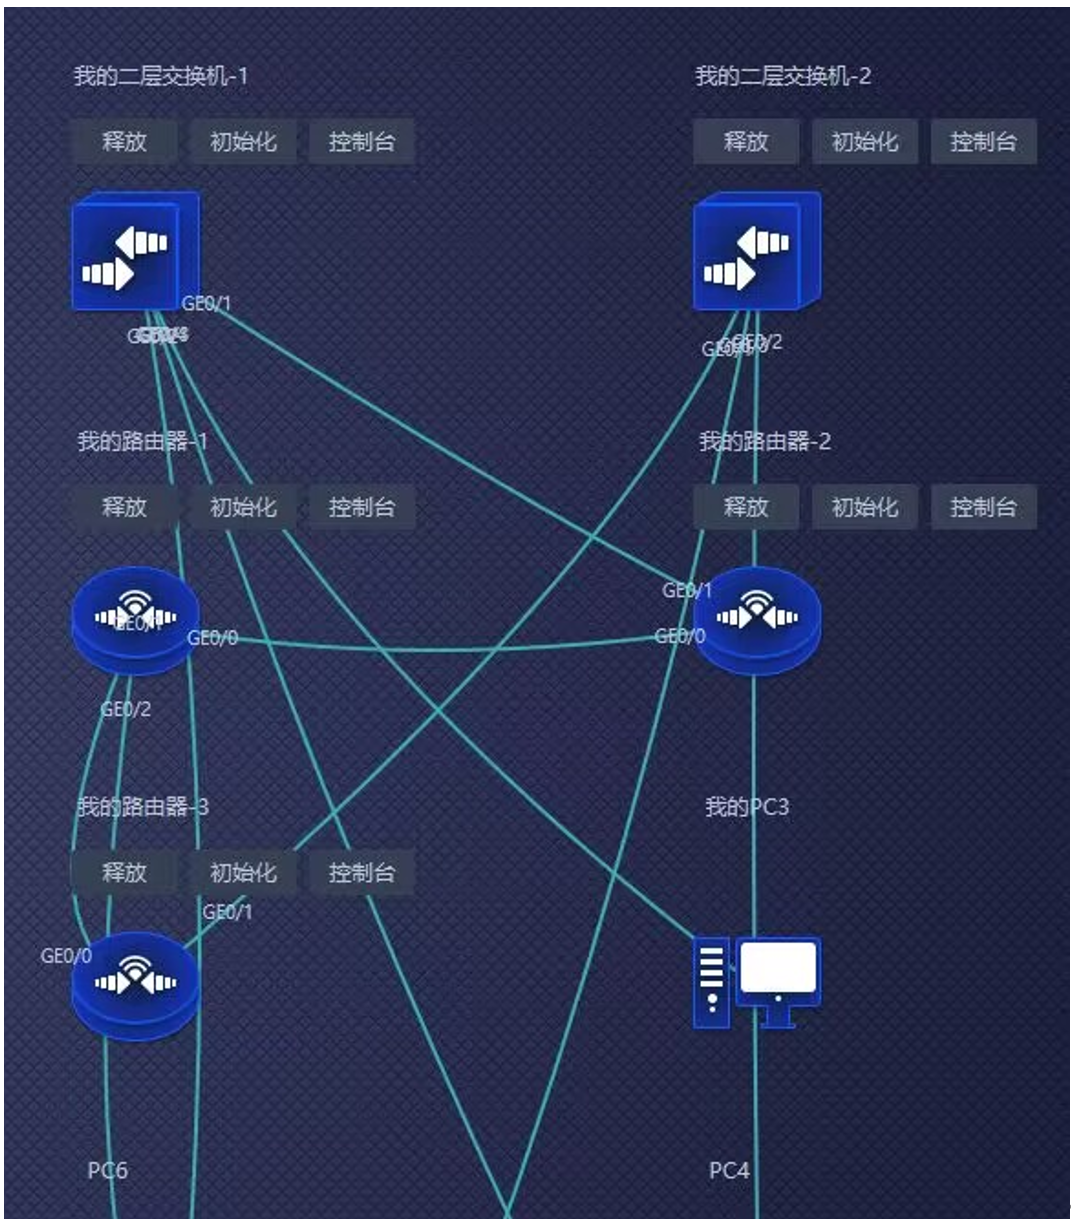 我的二层交换机-1
我的二层交换机-2
释放 初始化 控制台
释放 初始化 控制台
GE0/1
GE0/2
我的路由器-1
我的路由器-2
释放 初始化 控制台
释放 初始化 控制台
GE0/1
GE0/1
GE0/0
GE0/0
GE0/2
我的路由器-3
我的PC3
释放 初始化 控制台
GE0/1
GE0/0
PC6
PC4